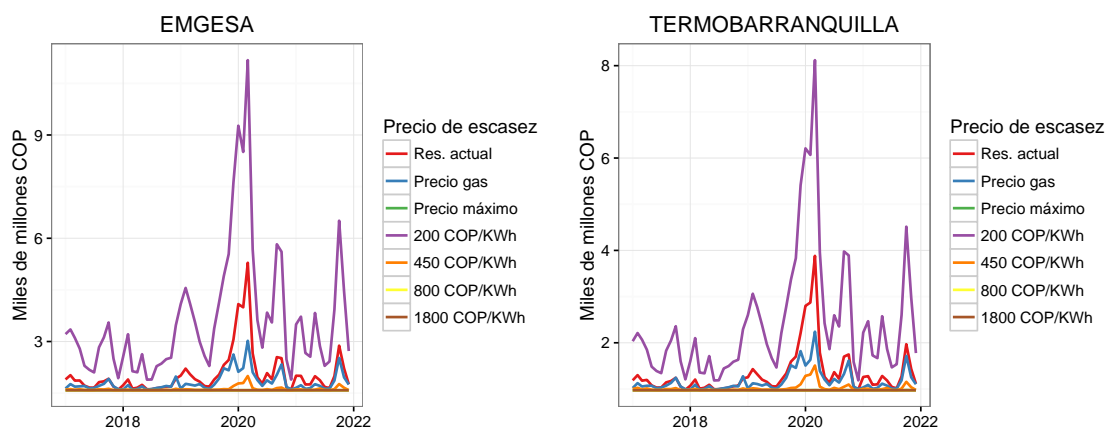 EMGESA
Miles de millones COP
9
6
3
2018
2020
2022
Precio de escasez
Res. actual
Precio gas
Precio máximo
200 COP/KWh
450 COP/KWh
800 COP/KWh
1800 COP/KWh
TERMOBARRANQUILLA
Miles de millones COP
8
6
4
2
2018
2020
2022
Precio de escasez
Res. actual
Precio gas
Precio máximo
200 COP/KWh
450 COP/KWh
800 COP/KWh
1800 COP/KWh